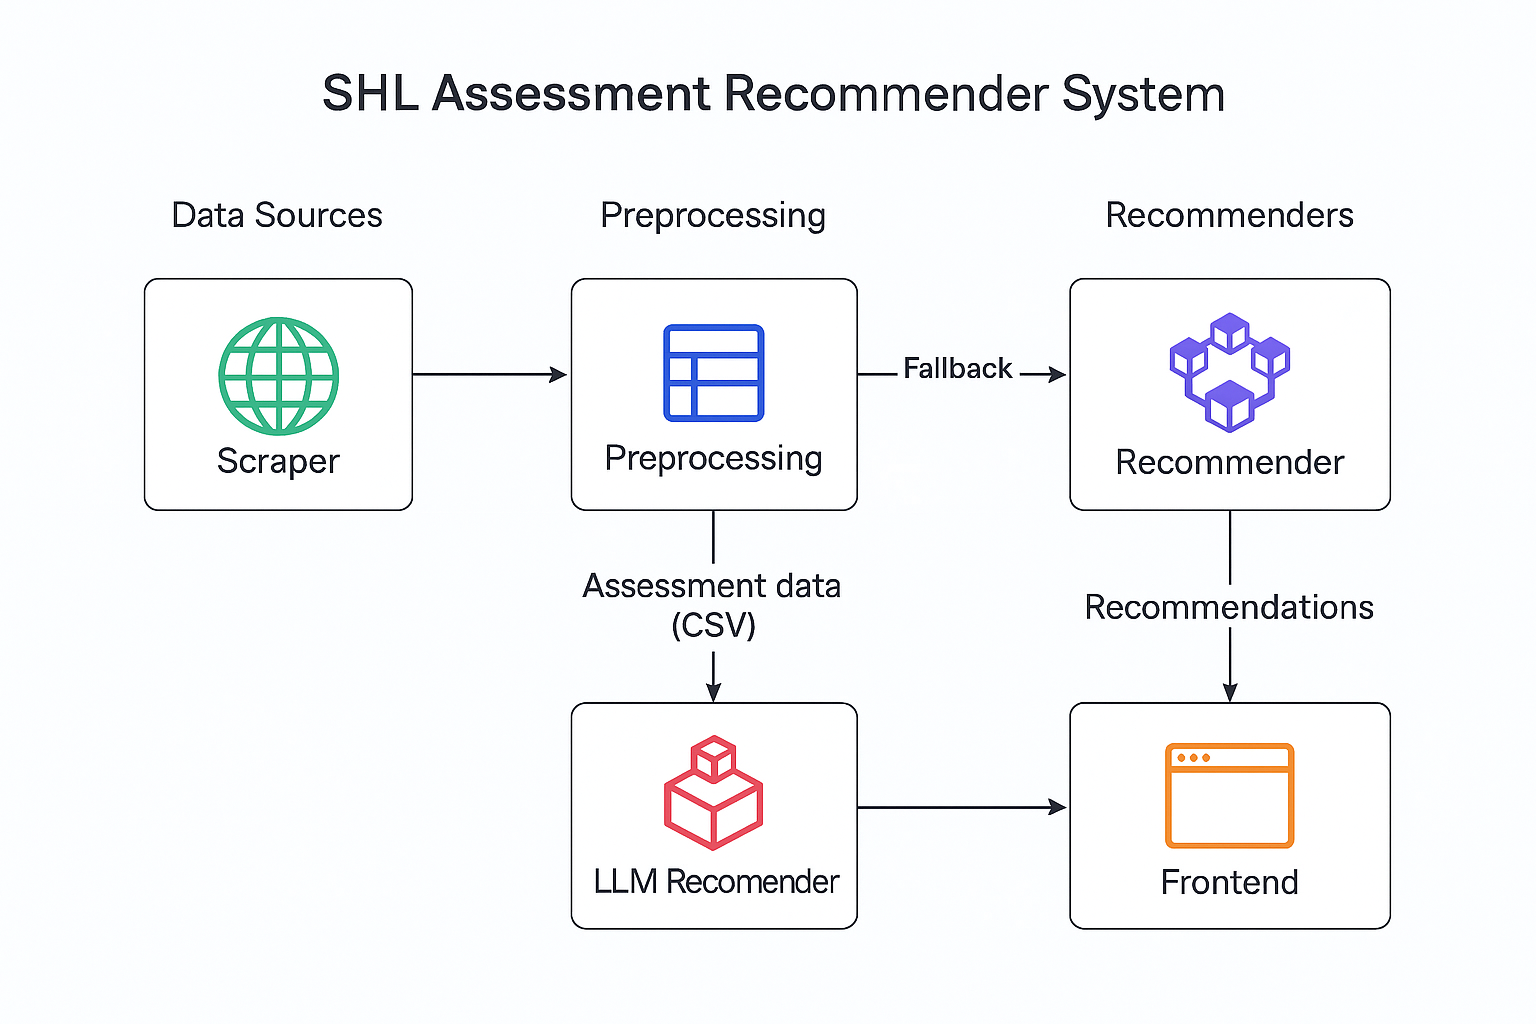 SHL Assessment Recommender System
Data Sources
Preprocessing
Recommenders
Scraper
Preprocessing
Fallback
Recommender
Assessment data
(CSV)
Recommendations
LLM Recomender
Frontend